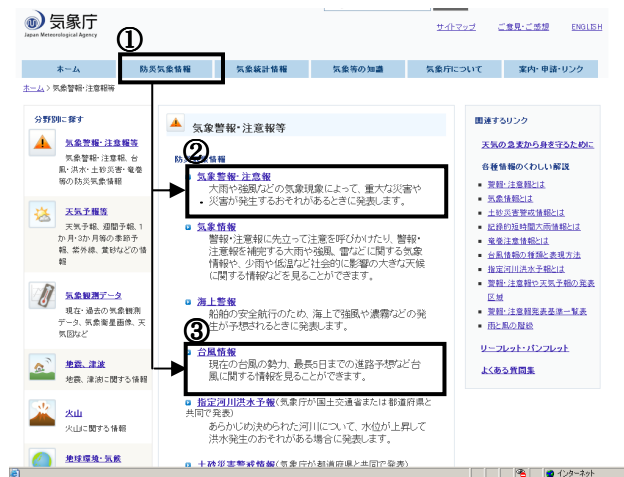 気象庁
Japan Meteorological Agency
サイトマップ ご意見・ご感想 ENGLISH
①
ホーム 防災気象情報 気象統計情報 気象等の知識 気象庁について 案内・申請・リンク
ホーム > 気象警報・注意報等
分野別に探す
気象警報・注意報等
気象警報・注意報、台
風・洪水・土砂災害・竜巻
等の防災気象情報
天気予報等
天気予報、週間予報、1
か月・3か月等の季節予
報、紫外線、黄砂などの情
報
気象観測データ
現在・過去の気象観測
データ、気象衛星画像、天
気図など
地震、津波
地震、津波に関する情報
火山
火山に関する情報
地球環境・気候
気象警報・注意報等
②
防災気象情報
気象警報・注意報
大雨や強風などの気象現象によって、重大な災害や
災害が発生するおそれがあるときに発表します。
気象情報
警報・注意報に先立って注意を呼びかけたり、警報・
注意報を補完する大雨や強風、雷などに関する気象
情報や、少雨や低温など社会的に影響の大きな天候
に関する情報などを見ることができます。
海上警報
船舶の安全航行のため、海上で強風や濃霧などの発
生が予想されるときに発表します。
③
台風情報
現在の台風の勢力、最長5日までの進路予想など台
風に関する情報を見ることができます。
指定河川洪水予報(気象庁が国土交通省または都道府県と
共同で発表)
あらかじめ決められた河川について、水位が上昇して
洪水発生のおそれがある場合に発表します。
土砂災害警戒情報(気象庁が都道府県と共同で発表)
関連するリンク
天気の急変から身を守るために
各種情報のくわしい解説
警報・注意報とは
気象情報とは
土砂災害警戒情報とは
記録的短時間大雨情報とは
竜巻注意情報とは
台風情報の種類と表現方法
指定河川洪水予報とは
警報・注意報や天気予報の発表
区域
警報・注意報発表基準一覧表
雨と風の階級
リーフレット・パンフレット
よくある質問集
インターネット